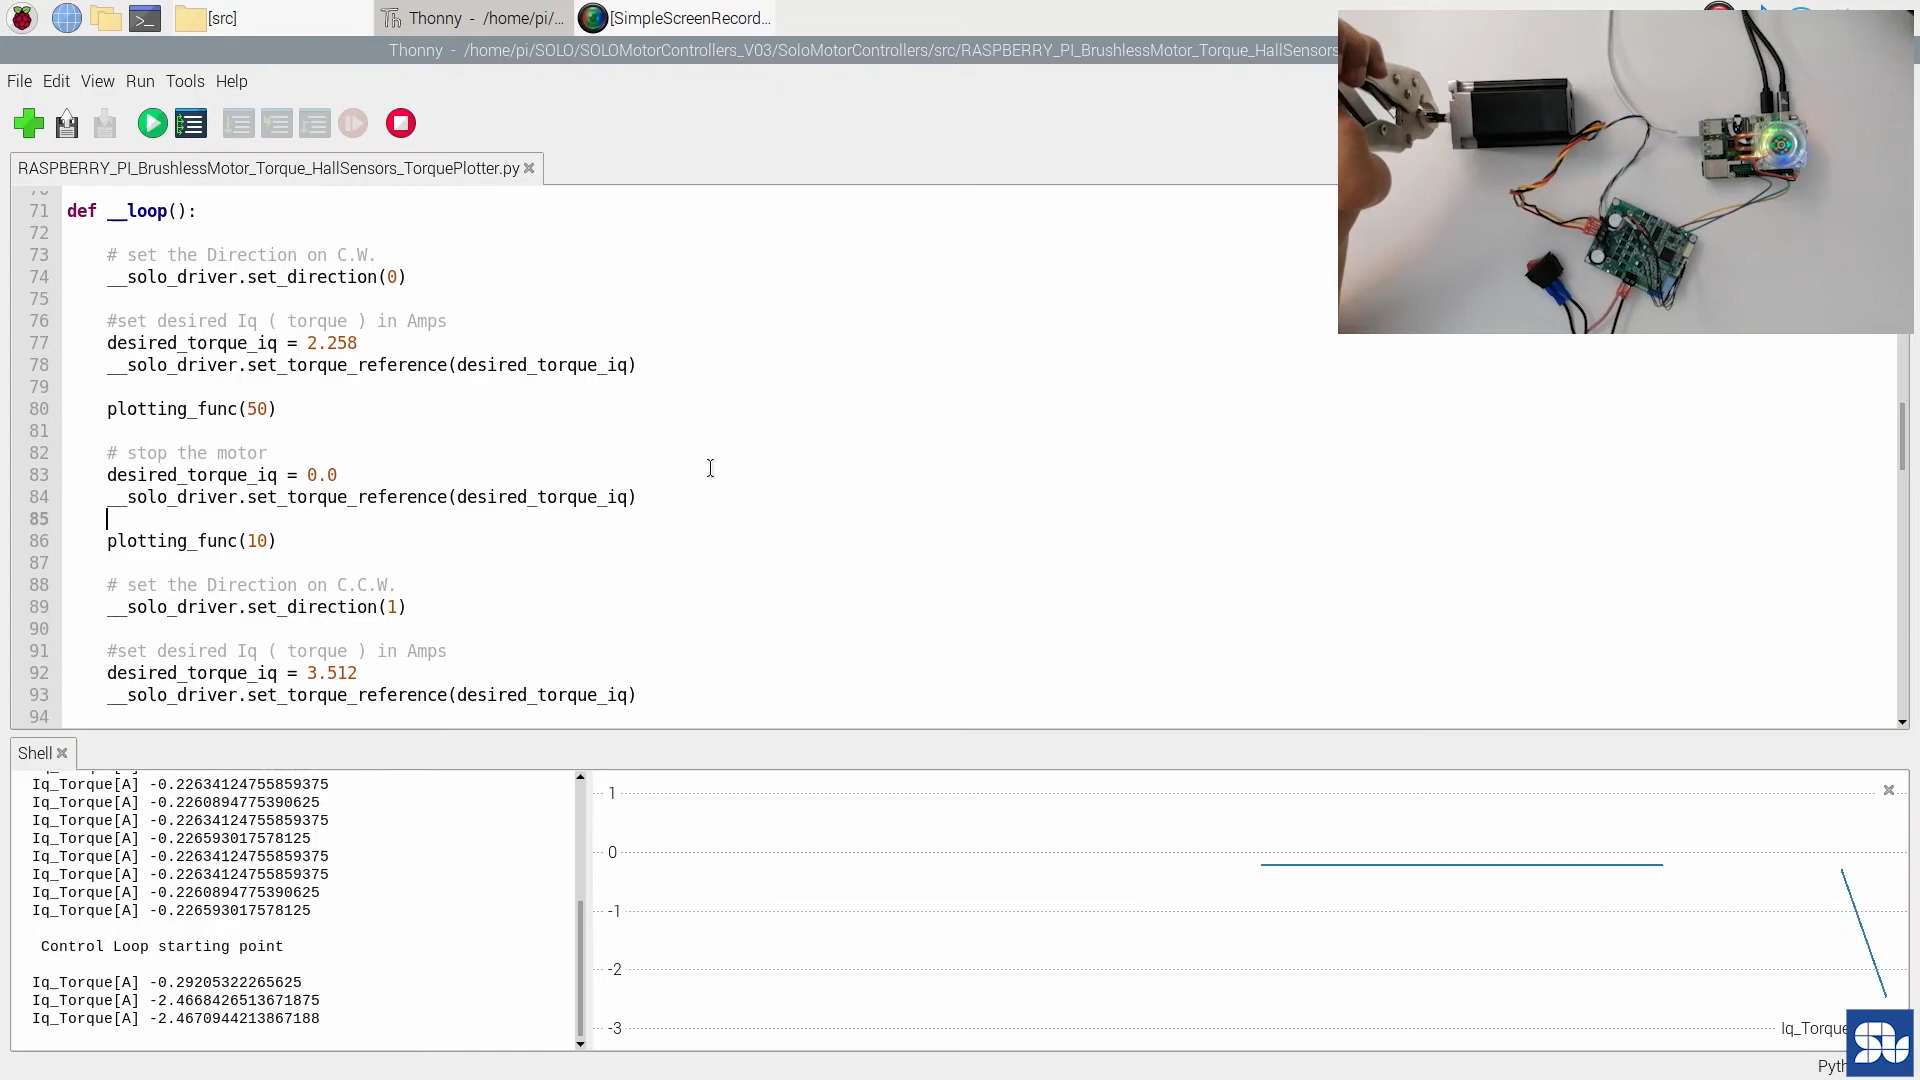 [src]
Thonny - /home/pi/...
[SimpleScreenRecord...
Thonny - /home/pi/SOLO/SOLOMotorControllers_V03/SoloMotorControllers/src/RASPBERRY_PI_BrushlessMotor_Torque_HallSensors
File Edit View Run Tools Help
RASPBERRY_PI_BrushlessMotor_Torque_HallSensors_TorquePlotter.py
71 def __loop():
72
73 # set the Direction on C.W.
74 __solo_driver.set_direction(0)
75
76 #set desired Iq ( torque ) in Amps
77 desired_torque_iq = 2.258
78 __solo_driver.set_torque_reference(desired_torque_iq)
79
80 plotting_func(50)
81
82 # stop the motor
83 desired_torque_iq = 0.0
84 __solo_driver.set_torque_reference(desired_torque_iq)
85
86 plotting_func(10)
87
88 # set the Direction on C.C.W.
89 __solo_driver.set_direction(1)
90
91 #set desired Iq ( torque ) in Amps
92 desired_torque_iq = 3.512
93 __solo_driver.set_torque_reference(desired_torque_iq)
94
Shell
Iq_Torque[A] -0.22634124755859375
Iq_Torque[A] -0.2260894775390625
Iq_Torque[A] -0.22634124755859375
Iq_Torque[A] -0.226593017578125
Iq_Torque[A] -0.22634124755859375
Iq_Torque[A] -0.22634124755859375
Iq_Torque[A] -0.2260894775390625
Iq_Torque[A] -0.226593017578125
Control Loop starting point
Iq_Torque[A] -0.29205322265625
Iq_Torque[A] -2.4668426513671875
Iq_Torque[A] -2.4670944213867188
1
0
-1
-2
-3
Iq_Torque
Pyth